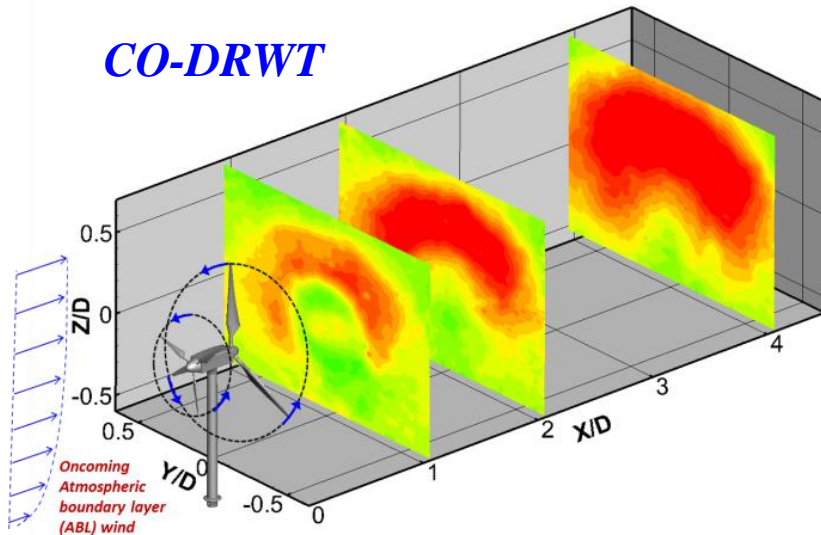 CO-DRWT
0.5
0
-0.5
Z/D
0.5
0
-0.5
Y/D
0
1
2
3
4
X/D
Oncoming
Atmospheric
boundary layer
(ABL) wind